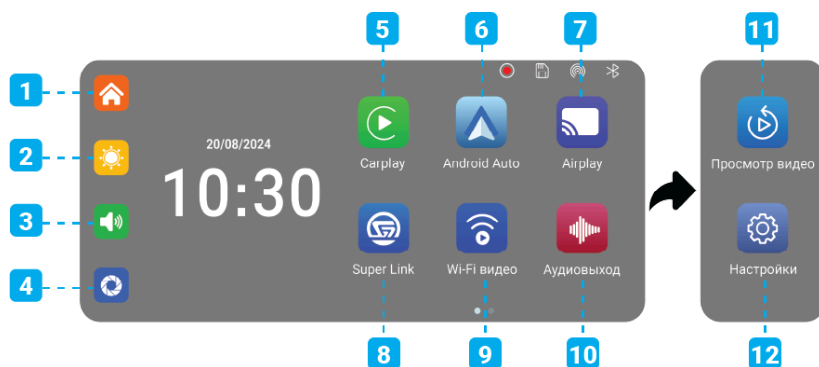 5 6 7 11
1
2
3
4
20/08/2024
10:30
Carplay Android Auto Airplay
Просмотр видео
Super Link Wi-Fi видео Аудиовыход
Настройки
8 9 10 12